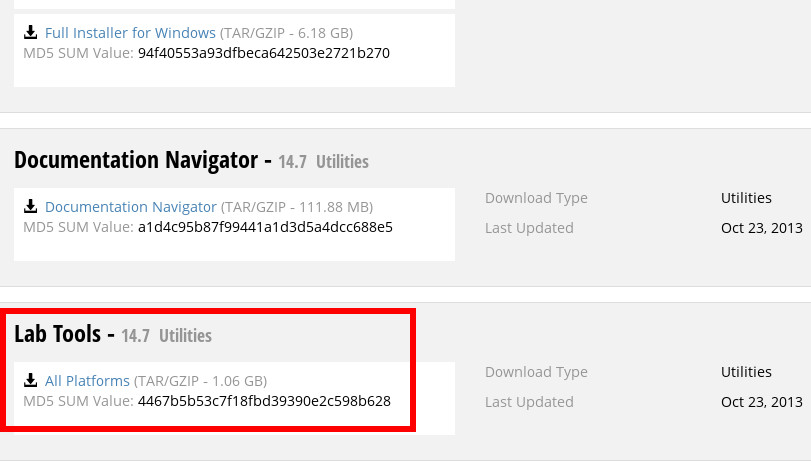 Full Installer for Windows (TAR/GZIP - 6.18 GB)
MD5 SUM Value: 94f40553a93dfbeca642503e2721b270
Documentation Navigator - 14.7 Utilities
Documentation Navigator (TAR/GZIP - 111.88 MB)
MD5 SUM Value: a1d4c95b87f99441a1d3d5a4dcc688e5
Download Type Utilities
Last Updated Oct 23, 2013
Lab Tools - 14.7 Utilities
All Platforms (TAR/GZIP - 1.06 GB)
MD5 SUM Value: 4467b5b53c7f18fbd39390e2c598b628
Download Type Utilities
Last Updated Oct 23, 2013